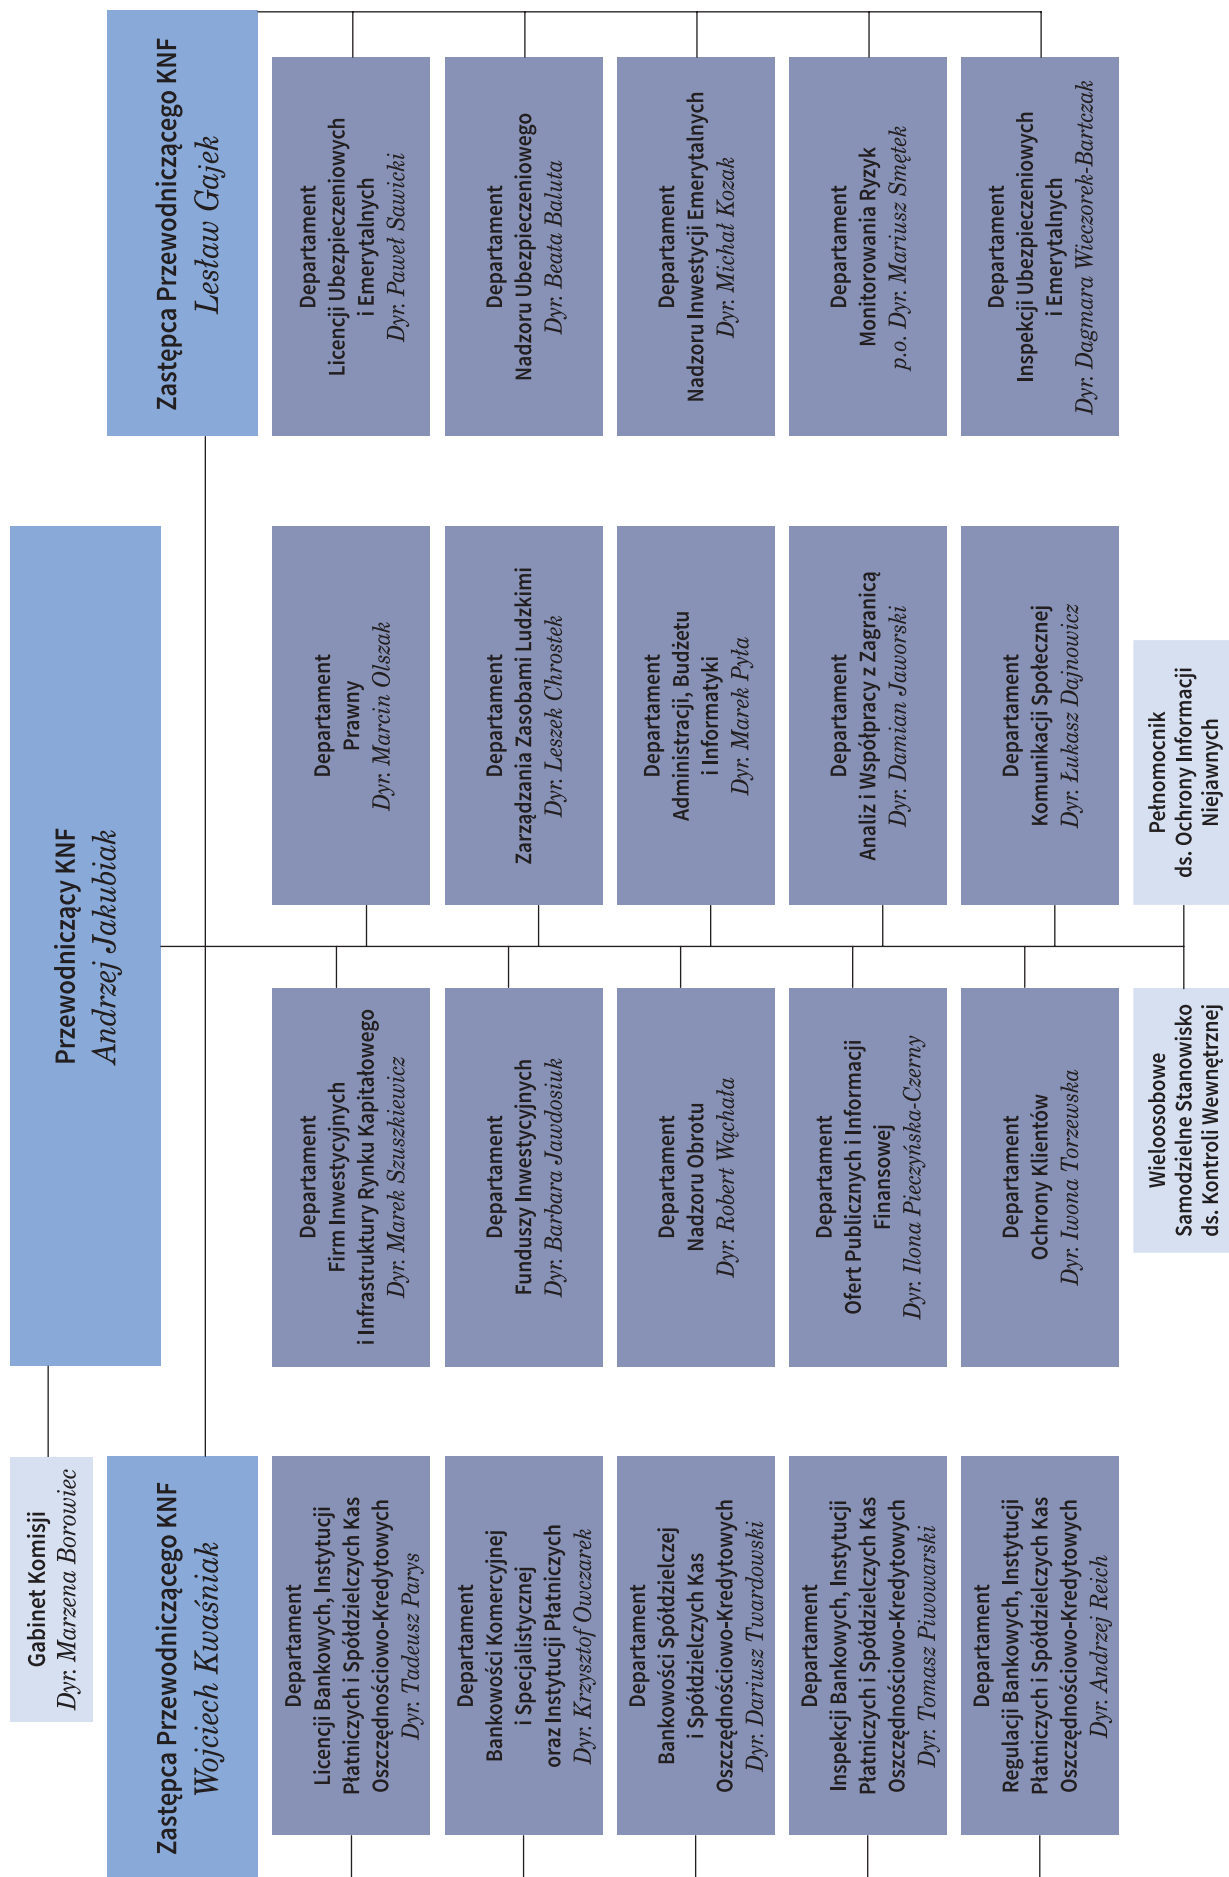 Gabinet Komisji
Dyr. Marzena Borowiec
Przewodniczący KNF
Andrzej Jakubiak
Zastępca Przewodniczącego KNF
Wojciech Kwaśniak
Zastępca Przewodniczącego KNF
Lesław Gajek
Departament
Licencji Bankowych, Instytucji
Płatniczych i Spółdzielczych Kas
Oszczędnościowo-Kredytowych
Dyr. Tadeusz Parys
Departament
Bankowości Komercyjnej
i Specjalistycznej
oraz Instytucji Płatniczych
Dyr. Krzysztof Owczarek
Departament
Bankowości Spółdzielczej
i Spółdzielczych Kas
Oszczędnościowo-Kredytowych
Dyr. Dariusz Twardowski
Departament
Inspekcji Bankowych, Instytucji
Płatniczych i Spółdzielczych Kas
Oszczędnościowo-Kredytowych
Dyr. Tomasz Piwowarski
Departament
Regulacji Bankowych, Instytucji
Płatniczych i Spółdzielczych Kas
Oszczędnościowo-Kredytowych
Dyr. Andrzej Reich
Departament
Firm Inwestycyjnych
i Infrastruktury Rynku Kapitałowego
Dyr. Marek Szuszkiewicz
Departament
Funduszy Inwestycyjnych
Dyr. Barbara Jawdosiuk
Departament
Nadzoru Obrotu
Dyr. Robert Wąchała
Departament
Ofert Publicznych i Informacji
Finansowej
Dyr. Ilona Pieczyńska-Czerny
Departament
Ochrony Klientów
Dyr. Iwona Torzewska
Wieloosobowe
Samodzielne Stanowisko
ds. Kontroli Wewnętrznej
Departament
Prawny
Dyr. Marcin Olszak
Departament
Zarządzania Zasobami Ludzkimi
Dyr. Leszek Chrostek
Departament
Administracji, Budżetu
i Informatyki
Dyr. Marek Pyła
Departament
Analiz i Współpracy z Zagranicą
Dyr. Damian Jaworski
Departament
Komunikacji Społecznej
Dyr. Łukasz Dajnowicz
Pełnomocnik
ds. Ochrony Informacji
Niejawnych
Departament
Licencji Ubezpieczeniowych
i Emerytalnych
Dyr. Paweł Sawicki
Departament
Nadzoru Ubezpieczeniowego
Dyr. Beata Baluta
Departament
Nadzoru Inwestycji Emerytalnych
Dyr. Michał Kozak
Departament
Monitorowania Ryzyk
p.o. Dyr. Mariusz Smętek
Departament
Inspekcji Ubezpieczeniowych
i Emerytalnych
Dyr. Dagmara Wieczorek-Bartczak